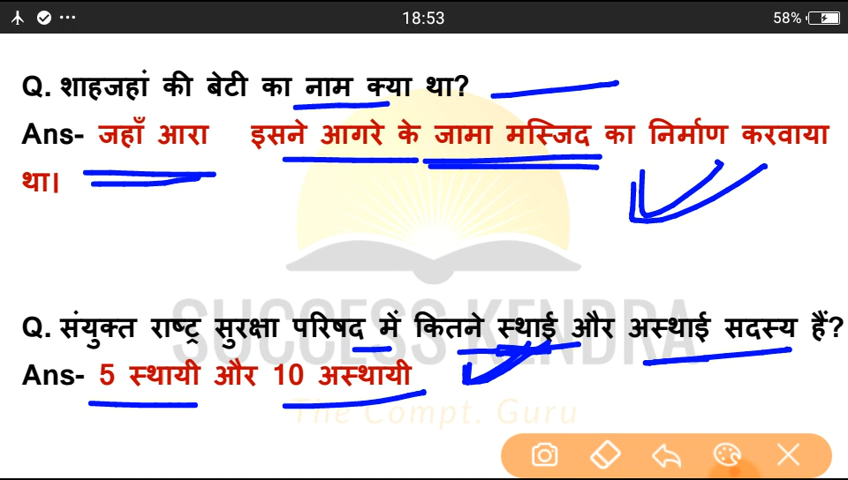 18:53
58%
Q. शाहजहां की बेटी का नाम क्या था?
Ans- जहाँ आरा इसने आगरे के जामा मस्जिद का निर्माण करवाया
था।
Q. संयुक्त राष्ट्र सुरक्षा परिषद में कितने स्थाई और अस्थाई सदस्य हैं?
Ans- 5 स्थायी और 10 अस्थायी
SUCCESS KENDRA
The Compt. Guru